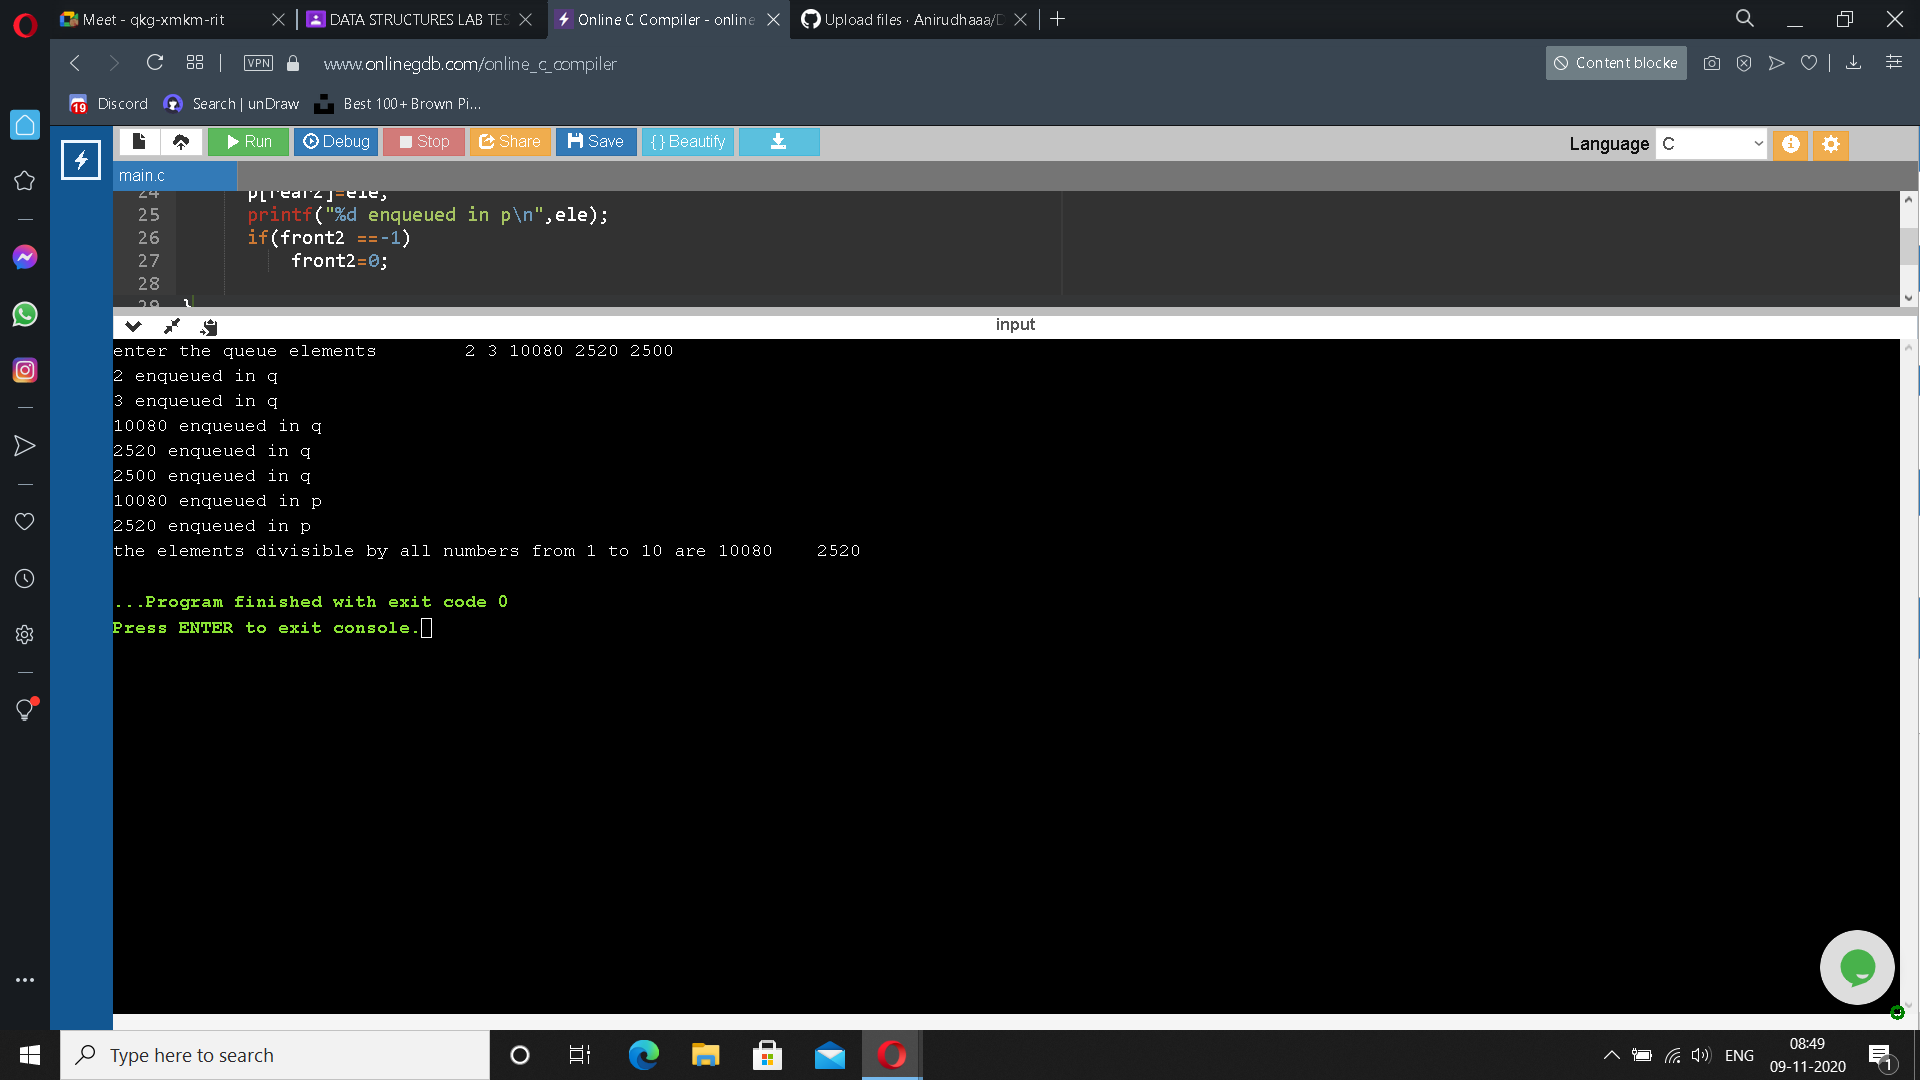 Meet - qkg-xmkm-rit
DATA STRUCTURES LAB TES
Online C Compiler - online
Upload files · Anirudhaaa/D
VPN
www.onlinegdb.com/online_c_compiler
Content blocke
19
Discord
Search | unDraw
Best 100+ Brown Pi...
Run
Debug
Stop
Share
Save
{} Beautify
Language
C
main.c
24 p[rear2]=ele;
25 printf("%d enqueued in p\n",ele);
26 if(front2 ==-1)
27 front2=0;
28
29 }
input
enter the queue elements 2 3 10080 2520 2500
2 enqueued in q
3 enqueued in q
10080 enqueued in q
2520 enqueued in q
2500 enqueued in q
10080 enqueued in p
2520 enqueued in p
the elements divisible by all numbers from 1 to 10 are 10080 2520
...Program finished with exit code 0
Press ENTER to exit console.
Type here to search
ENG
08:49
09-11-2020
1